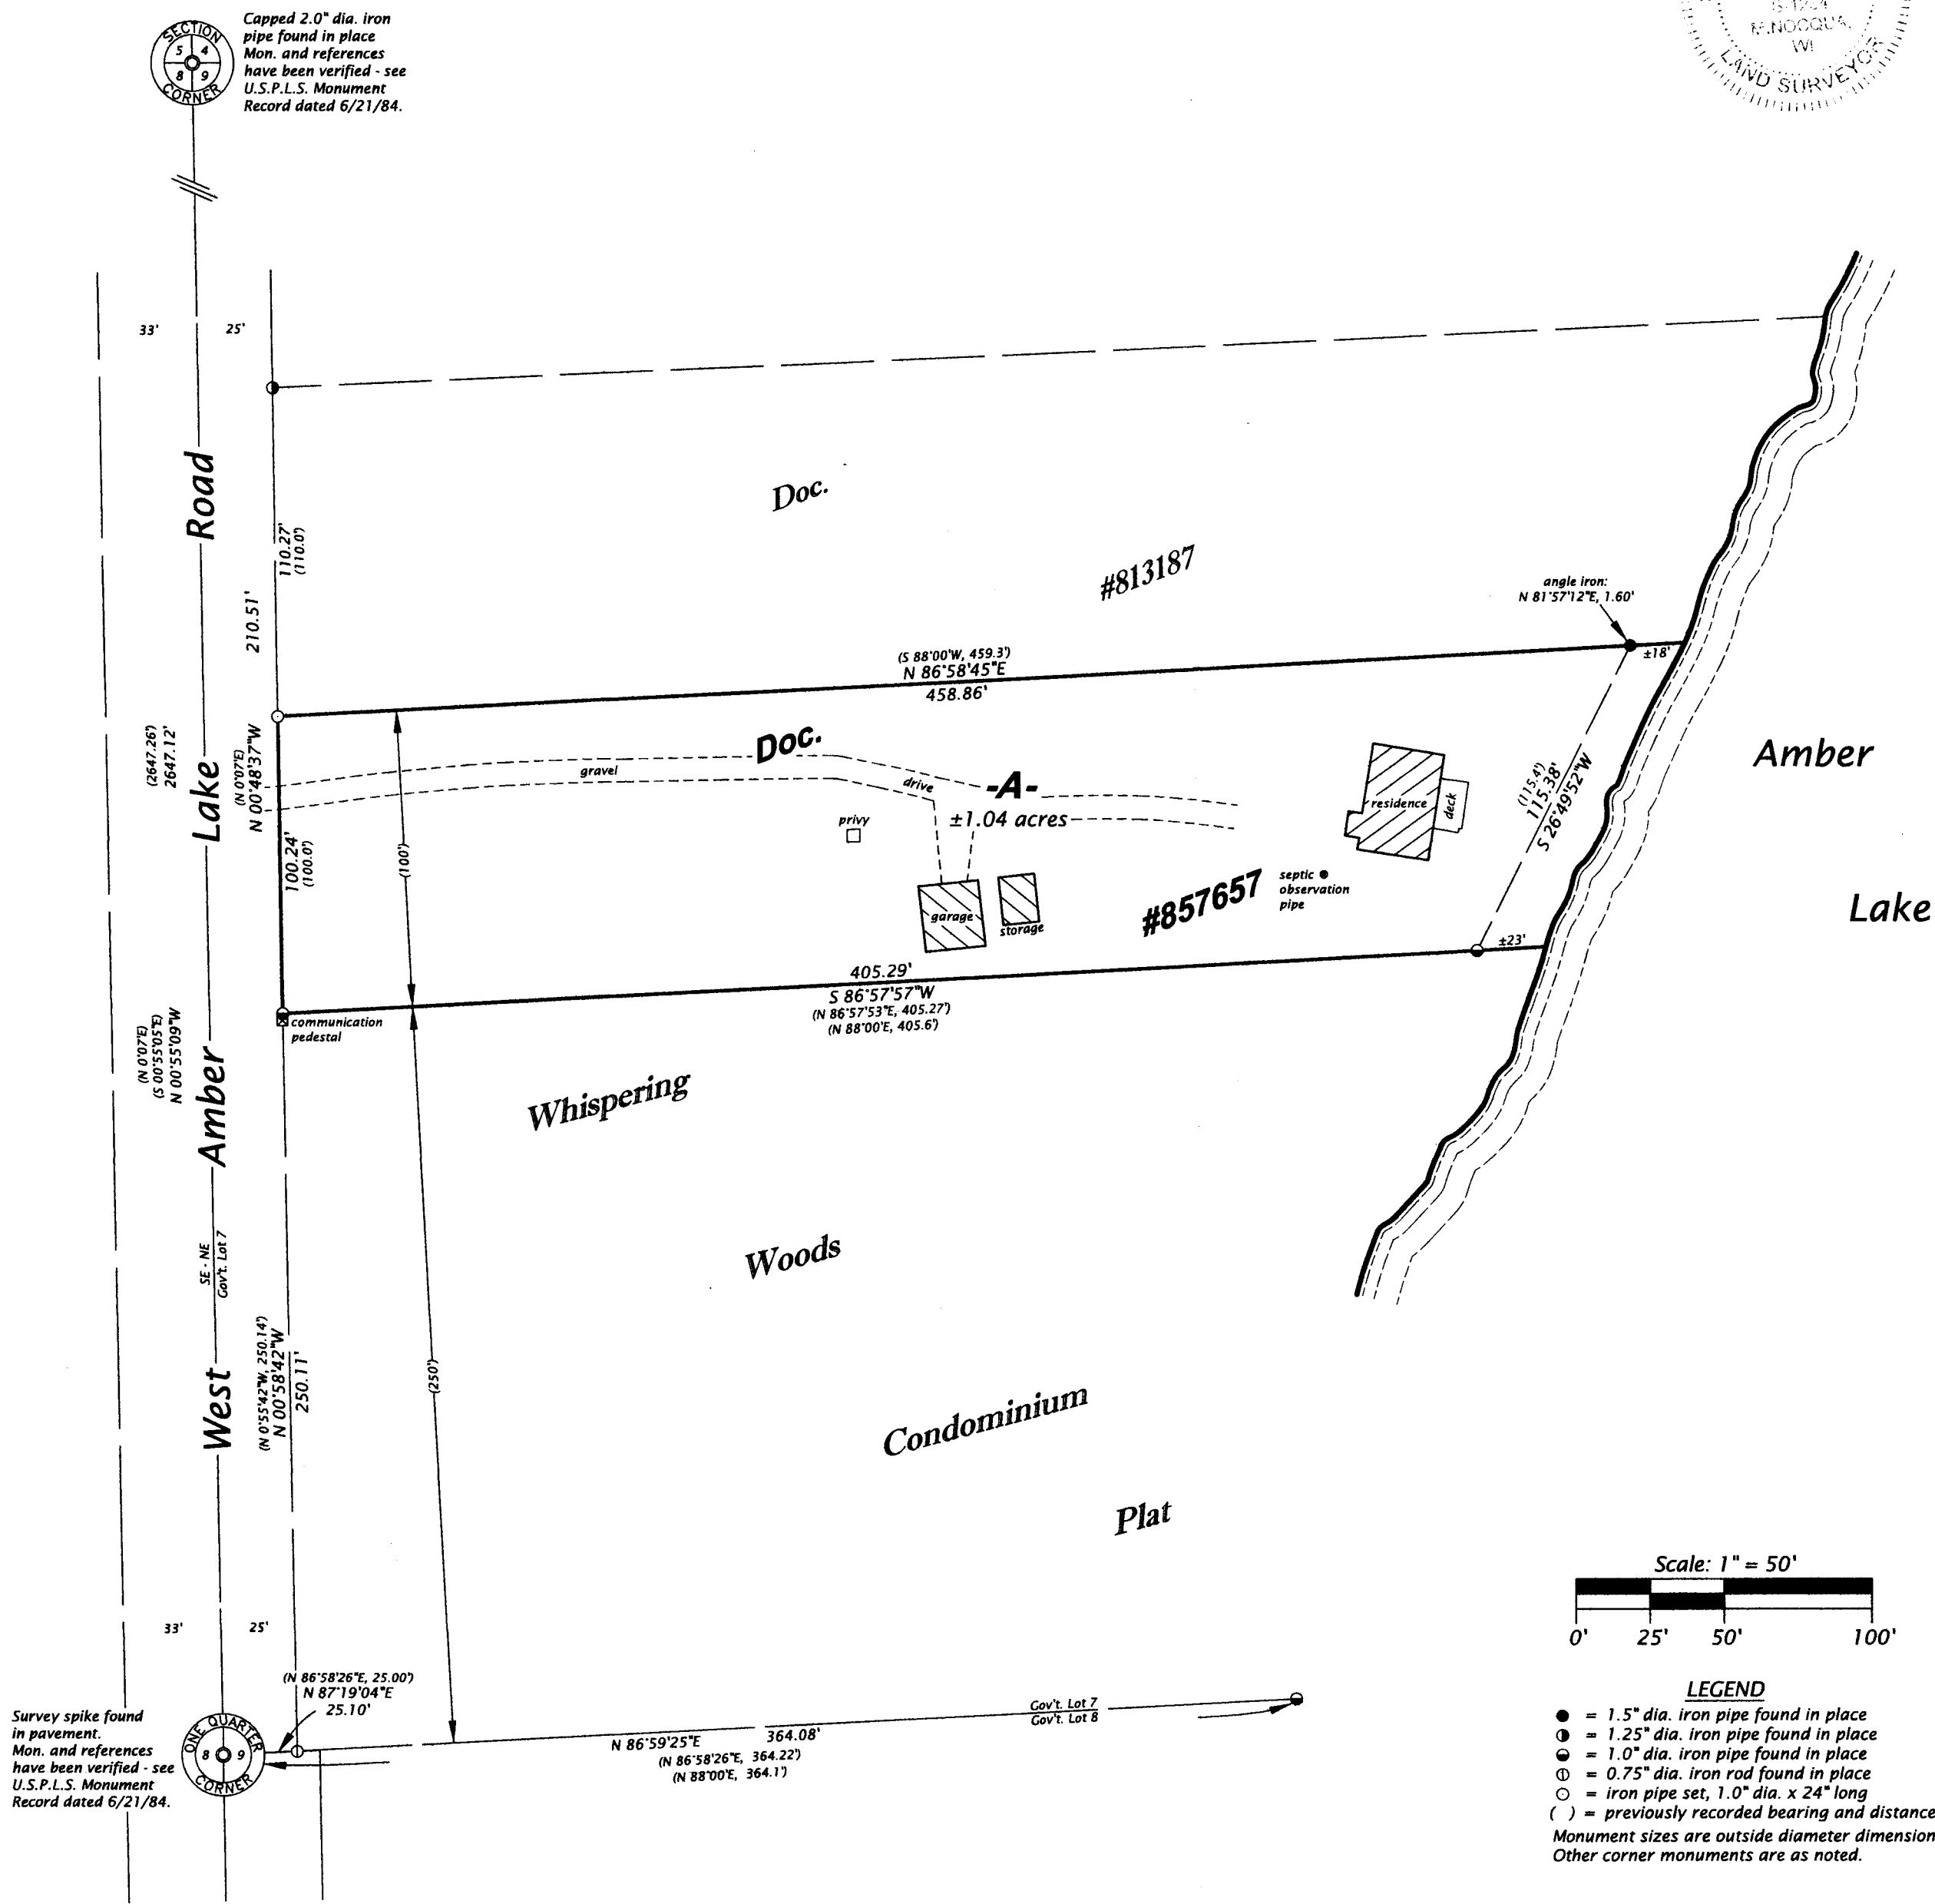 SECTION
5 4
8 9
CORNER
Capped 2.0" dia. iron
pipe found in place
Mon. and references
have been verified - see
U.S.P.L.S. Monument
Record dated 6/21/84.
MINOCQUA,
WI
LAND SURVEYOR
33'
25'
West Amber Lake Road
110.27'
(110.0')
210.51'
(N 0°07'E)
N 00°48'37"W
100.24'
(100.0')
(2647.26')
2647.12'
(N 0°07'E)
(S 00°55'05"E)
N 00°55'09"W
SE - NE
Gov't. Lot 7
(N 0°55'42"W, 250.14')
N 00°58'42"W
250.11'
Doc.
#813187
angle iron:
N 81°57'12"E, 1.60'
±18'
(S 88°00'W, 459.3')
N 86°58'45"E
458.86'
Doc.
gravel
drive
-A-
±1.04 acres
privy
(100')
garage
storage
#857657
septic
observation
pipe
residence
deck
(115.4')
115.38'
S 26°49'52"W
Amber
Lake
±23'
405.29'
S 86°57'57"W
(N 86°57'53"E, 405.27')
(N 88°00'E, 405.6')
communication
pedestal
Whispering
Woods
Condominium
Plat
(250')
33'
25'
(N 86°58'26"E, 25.00')
N 87°19'04"E
25.10'
Survey spike found
in pavement.
Mon. and references
have been verified - see
U.S.P.L.S. Monument
Record dated 6/21/84.
ONE QUARTER
8 9
CORNER
N 86°59'25"E 364.08'
(N 86°58'26"E, 364.22')
(N 88°00'E, 364.1')
Gov't. Lot 7
Gov't. Lot 8
Scale: 1" = 50'
0' 25' 50' 100'
LEGEND
= 1.5" dia. iron pipe found in place
= 1.25" dia. iron pipe found in place
= 1.0" dia. iron pipe found in place
= 0.75" dia. iron rod found in place
= iron pipe set, 1.0" dia. x 24" long
( ) = previously recorded bearing and distance
Monument sizes are outside diameter dimension
Other corner monuments are as noted.